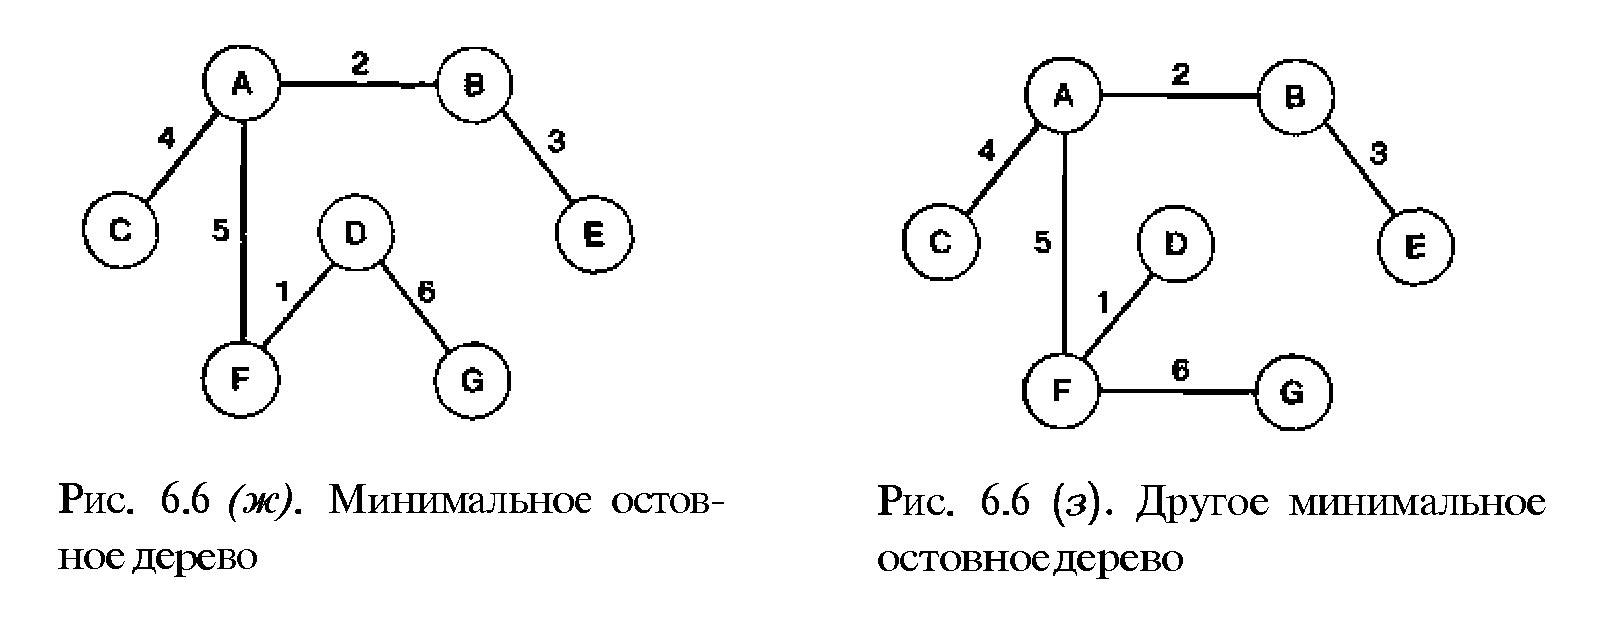 A 2 B
4 3
C 5 D E
1 6
F G
Рис. 6.6 (ж). Минимальное остов-
ное дерево
A 2 B
4 3
C 5 D E
1
6
F G
Рис. 6.6 (з). Другое минимальное
остовное дерево